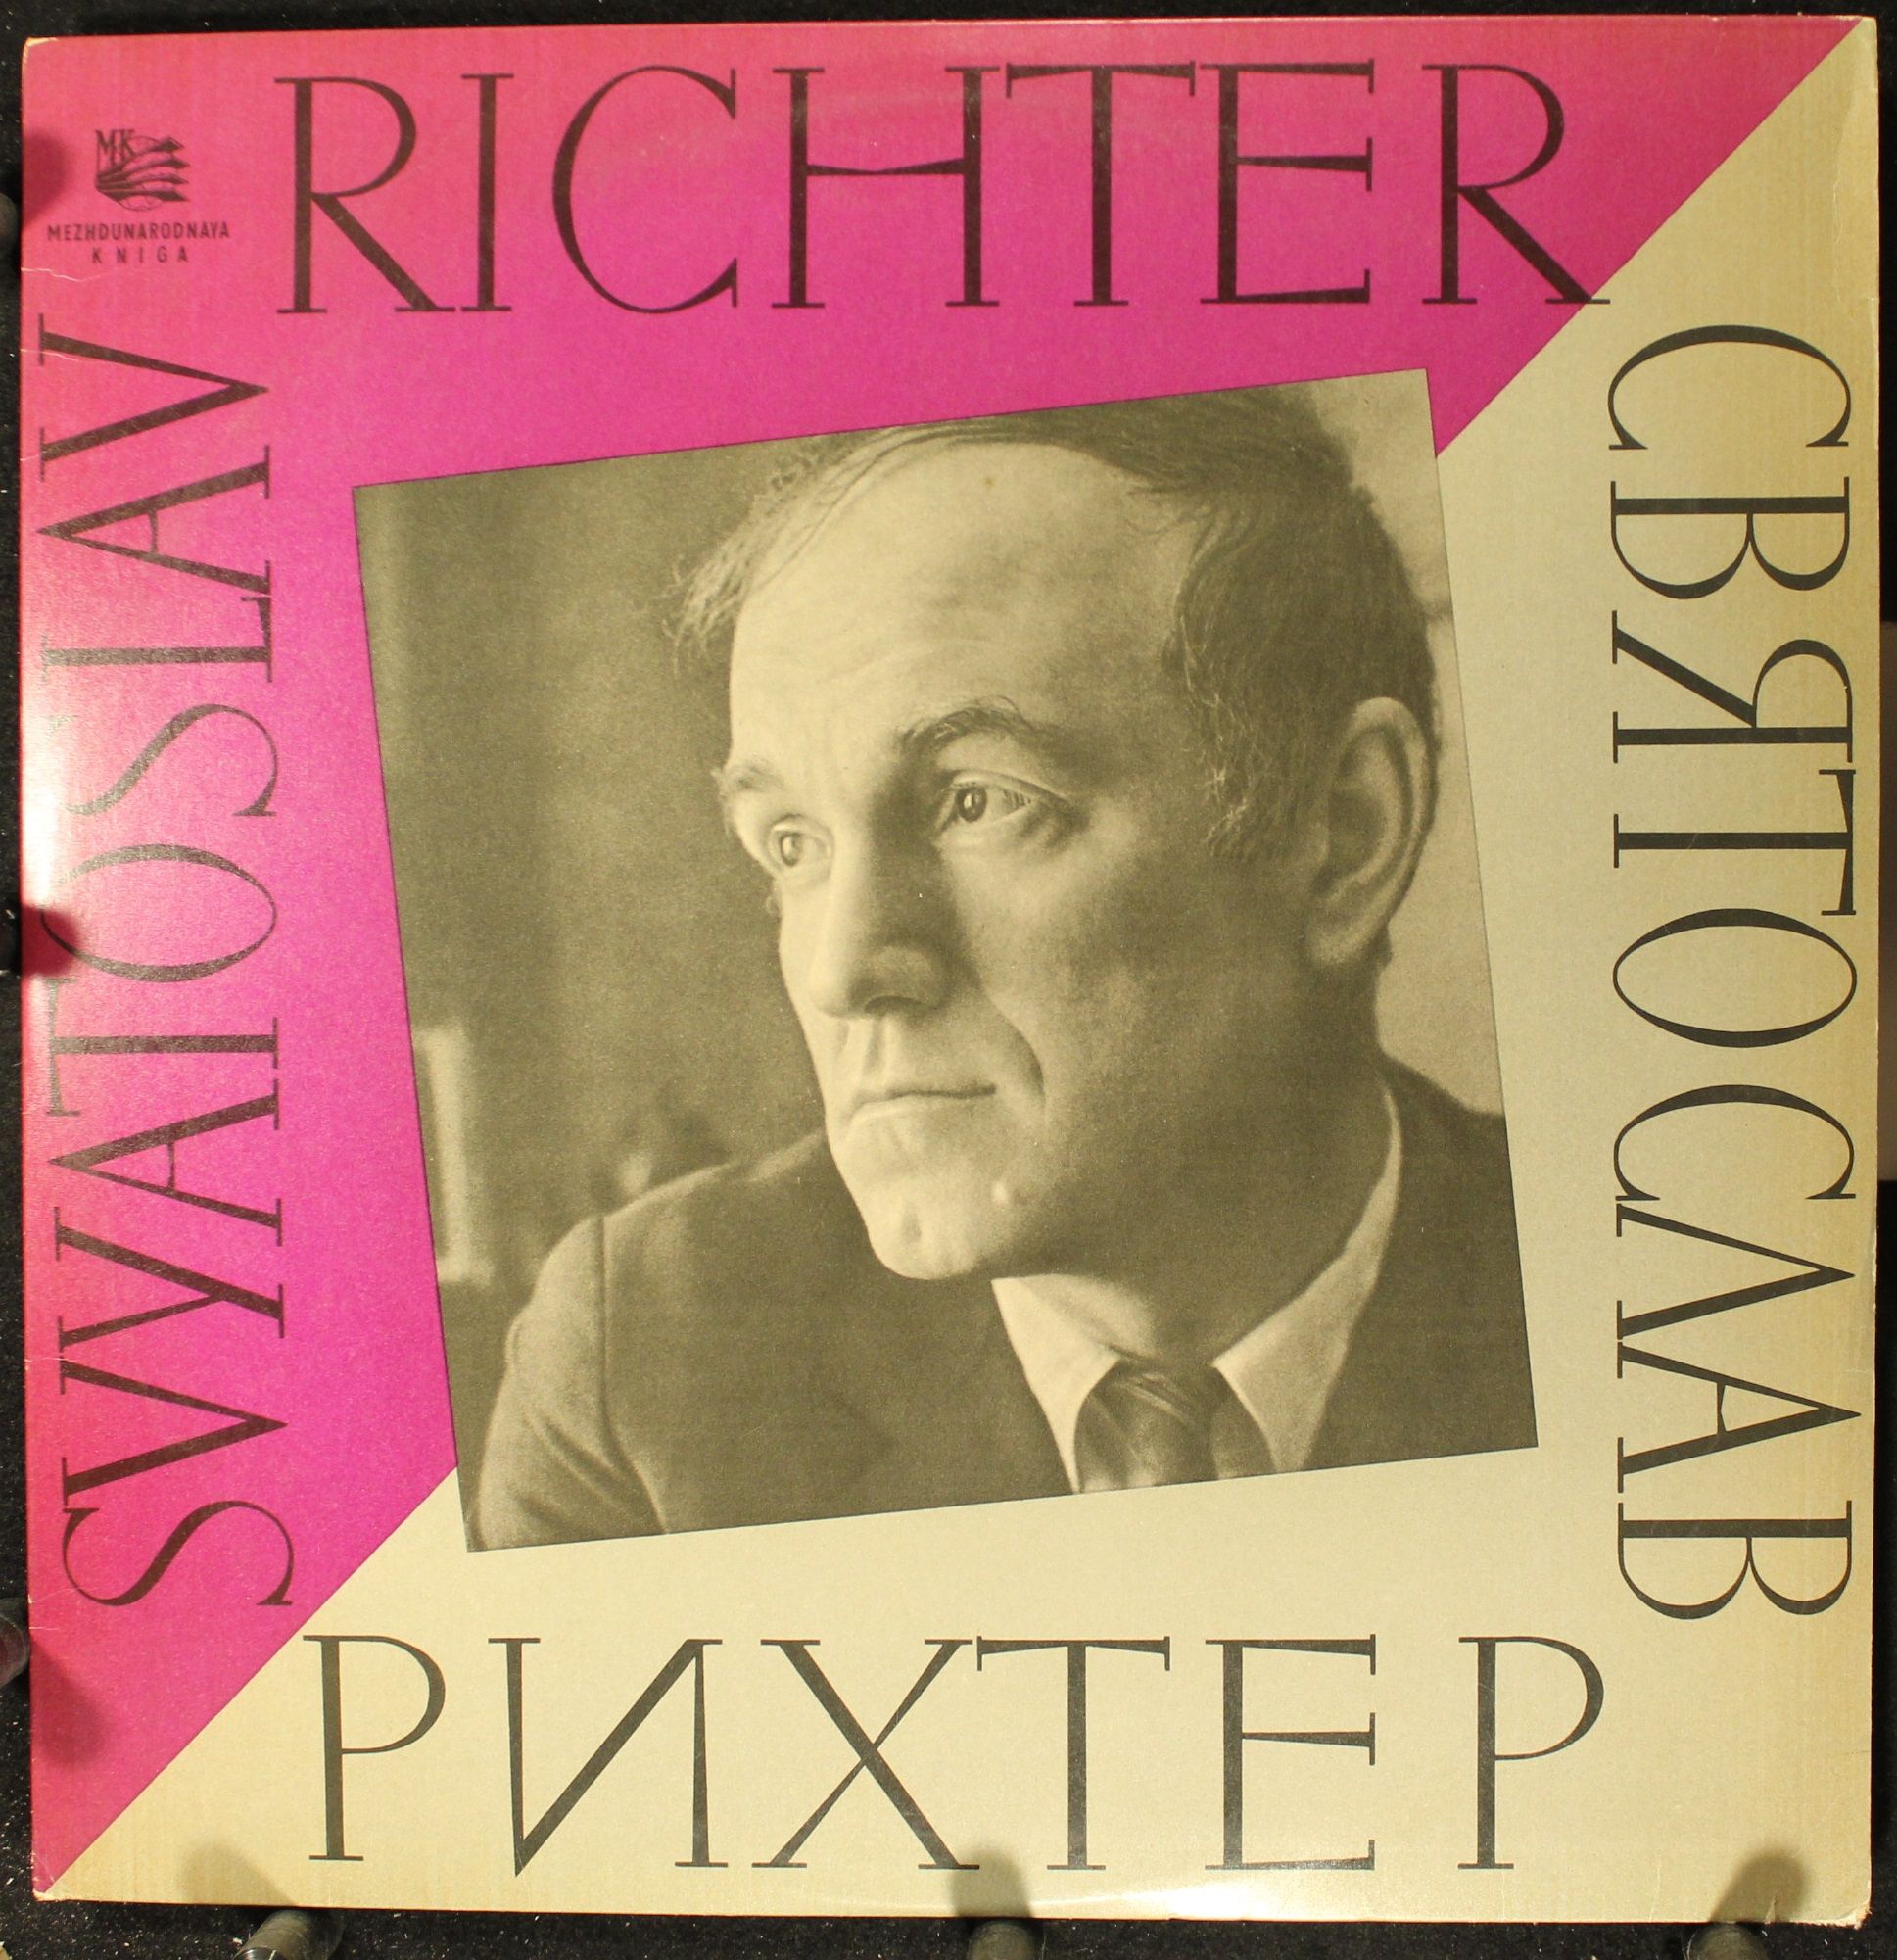 MK
MEZHDUNARODNAYA
KNIGA
SVYATOSLAV
RICHTER
СВЯТОСЛАВ
РИХТЕР